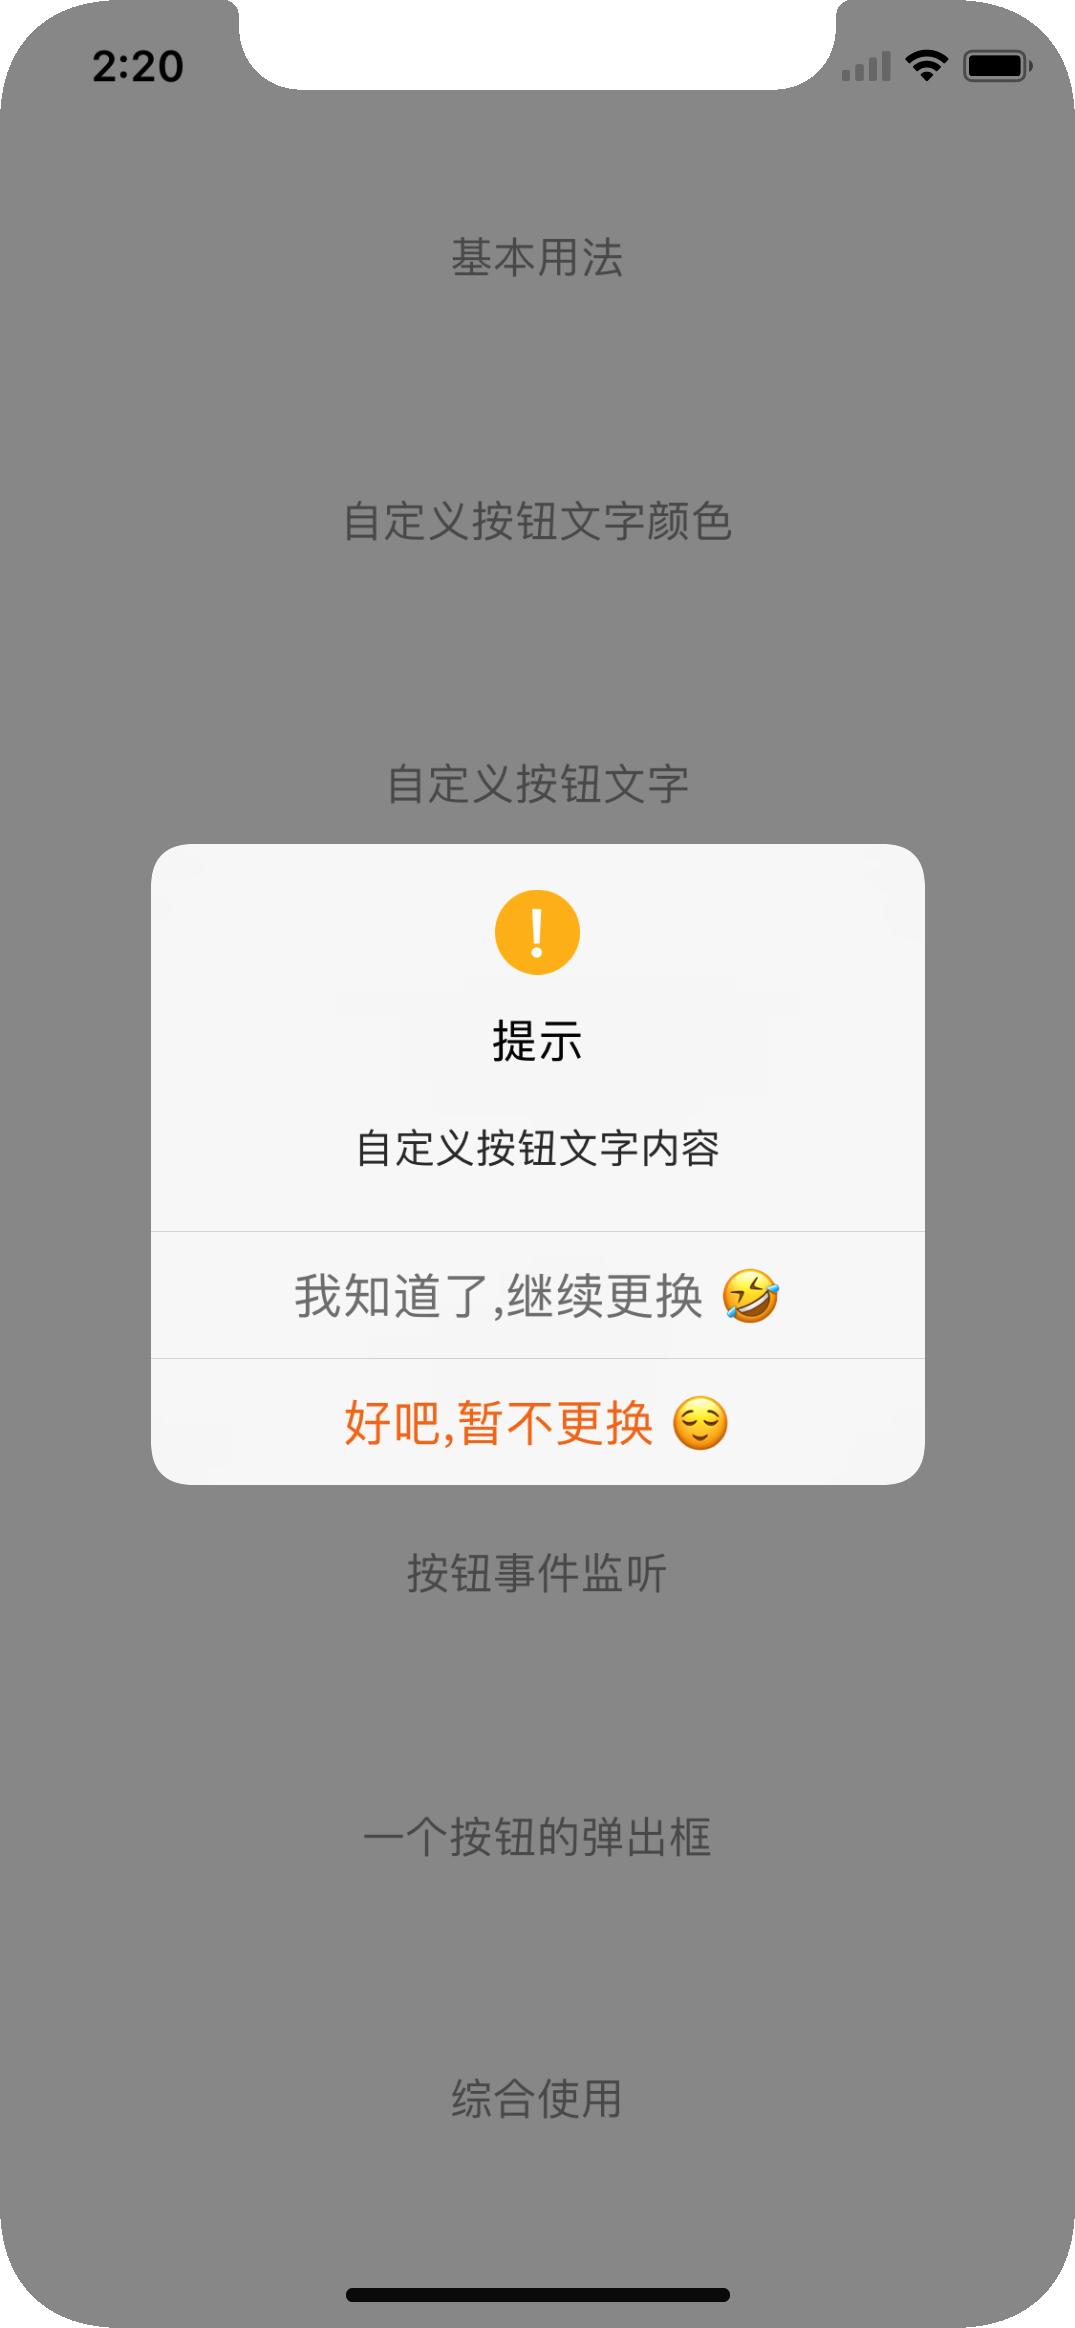 2:20
基本用法
自定义按钮文字颜色
自定义按钮文字
提示
自定义按钮文字内容
我知道了,继续更换 🤣
好吧,暂不更换 😌
按钮事件监听
一个按钮的弹出框
综合使用